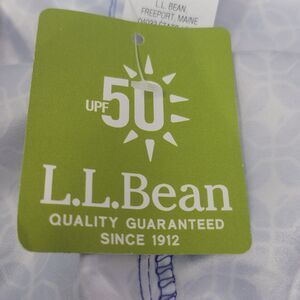 L.L. BEAN
FREEPORT, MAINE
UPF 50
L.L.Bean
QUALITY GUARANTEED
SINCE 1912